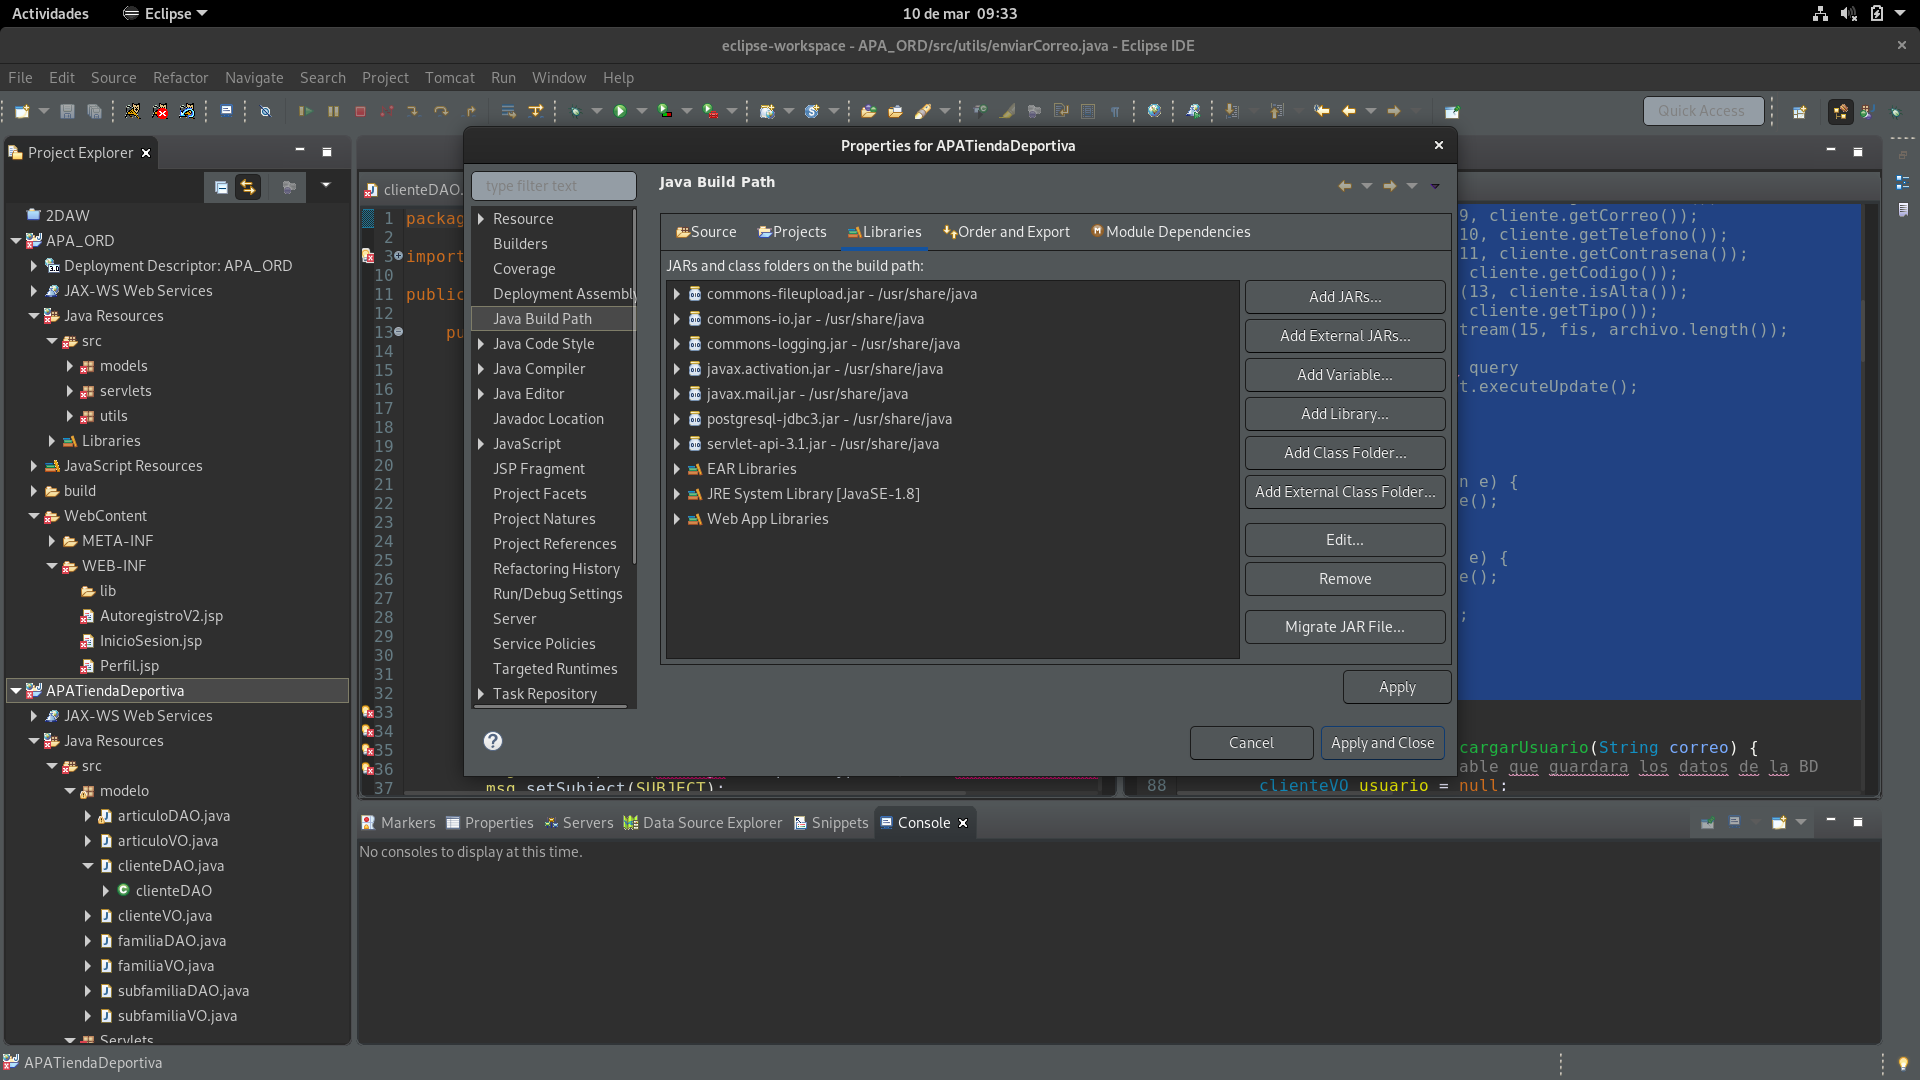 Actividades
Eclipse
10 de mar 09:33
eclipse-workspace - APA_ORD/src/utils/enviarCorreo.java - Eclipse IDE
File Edit Source Refactor Navigate Search Project Tomcat Run Window Help
Quick Access
Project Explorer
2DAW
APA_ORD
Deployment Descriptor: APA_ORD
JAX-WS Web Services
Java Resources
src
models
servlets
utils
Libraries
JavaScript Resources
build
WebContent
META-INF
WEB-INF
lib
AutoregistroV2.jsp
InicioSesion.jsp
Perfil.jsp
APATiendaDeportiva
JAX-WS Web Services
Java Resources
src
modelo
articuloDAO.java
articuloVO.java
clienteDAO.java
clienteDAO
clienteVO.java
familiaDAO.java
familiaVO.java
subfamiliaDAO.java
subfamiliaVO.java
Servlets
clienteDAO.
1 packag
2
3 import
10
11 public
12
13 pu
14
15
16
17
18
19
20
21
22
23
24
25
26
27
28
29
30
31
32
33
34
35
36
37 msg.setSubject(SUBJECT);
Properties for APATiendaDeportiva
type filter text
Resource
Builders
Coverage
Deployment Assembly
Java Build Path
Java Code Style
Java Compiler
Java Editor
Javadoc Location
JavaScript
JSP Fragment
Project Facets
Project Natures
Project References
Refactoring History
Run/Debug Settings
Server
Service Policies
Targeted Runtimes
Task Repository
Java Build Path
Source Projects Libraries Order and Export Module Dependencies
JARs and class folders on the build path:
commons-fileupload.jar - /usr/share/java
commons-io.jar - /usr/share/java
commons-logging.jar - /usr/share/java
javax.activation.jar - /usr/share/java
javax.mail.jar - /usr/share/java
postgresql-jdbc3.jar - /usr/share/java
servlet-api-3.1.jar - /usr/share/java
EAR Libraries
JRE System Library [JavaSE-1.8]
Web App Libraries
Add JARs...
Add External JARs...
Add Variable...
Add Library...
Add Class Folder...
Add External Class Folder...
Edit...
Remove
Migrate JAR File...
Apply
Cancel
Apply and Close
9, cliente.getCorreo());
10, cliente.getTelefono());
11, cliente.getContrasena());
cliente.getCodigo());
(13, cliente.isAlta());
cliente.getTipo());
tream(15, fis, archivo.length());
query
t.executeUpdate();
n e) {
e();
e) {
e();
;
cargarUsuario(String correo) {
able que guardara los datos de la BD
88 clienteVO usuario = null;
Markers Properties Servers Data Source Explorer Snippets Console
No consoles to display at this time.
APATiendaDeportiva